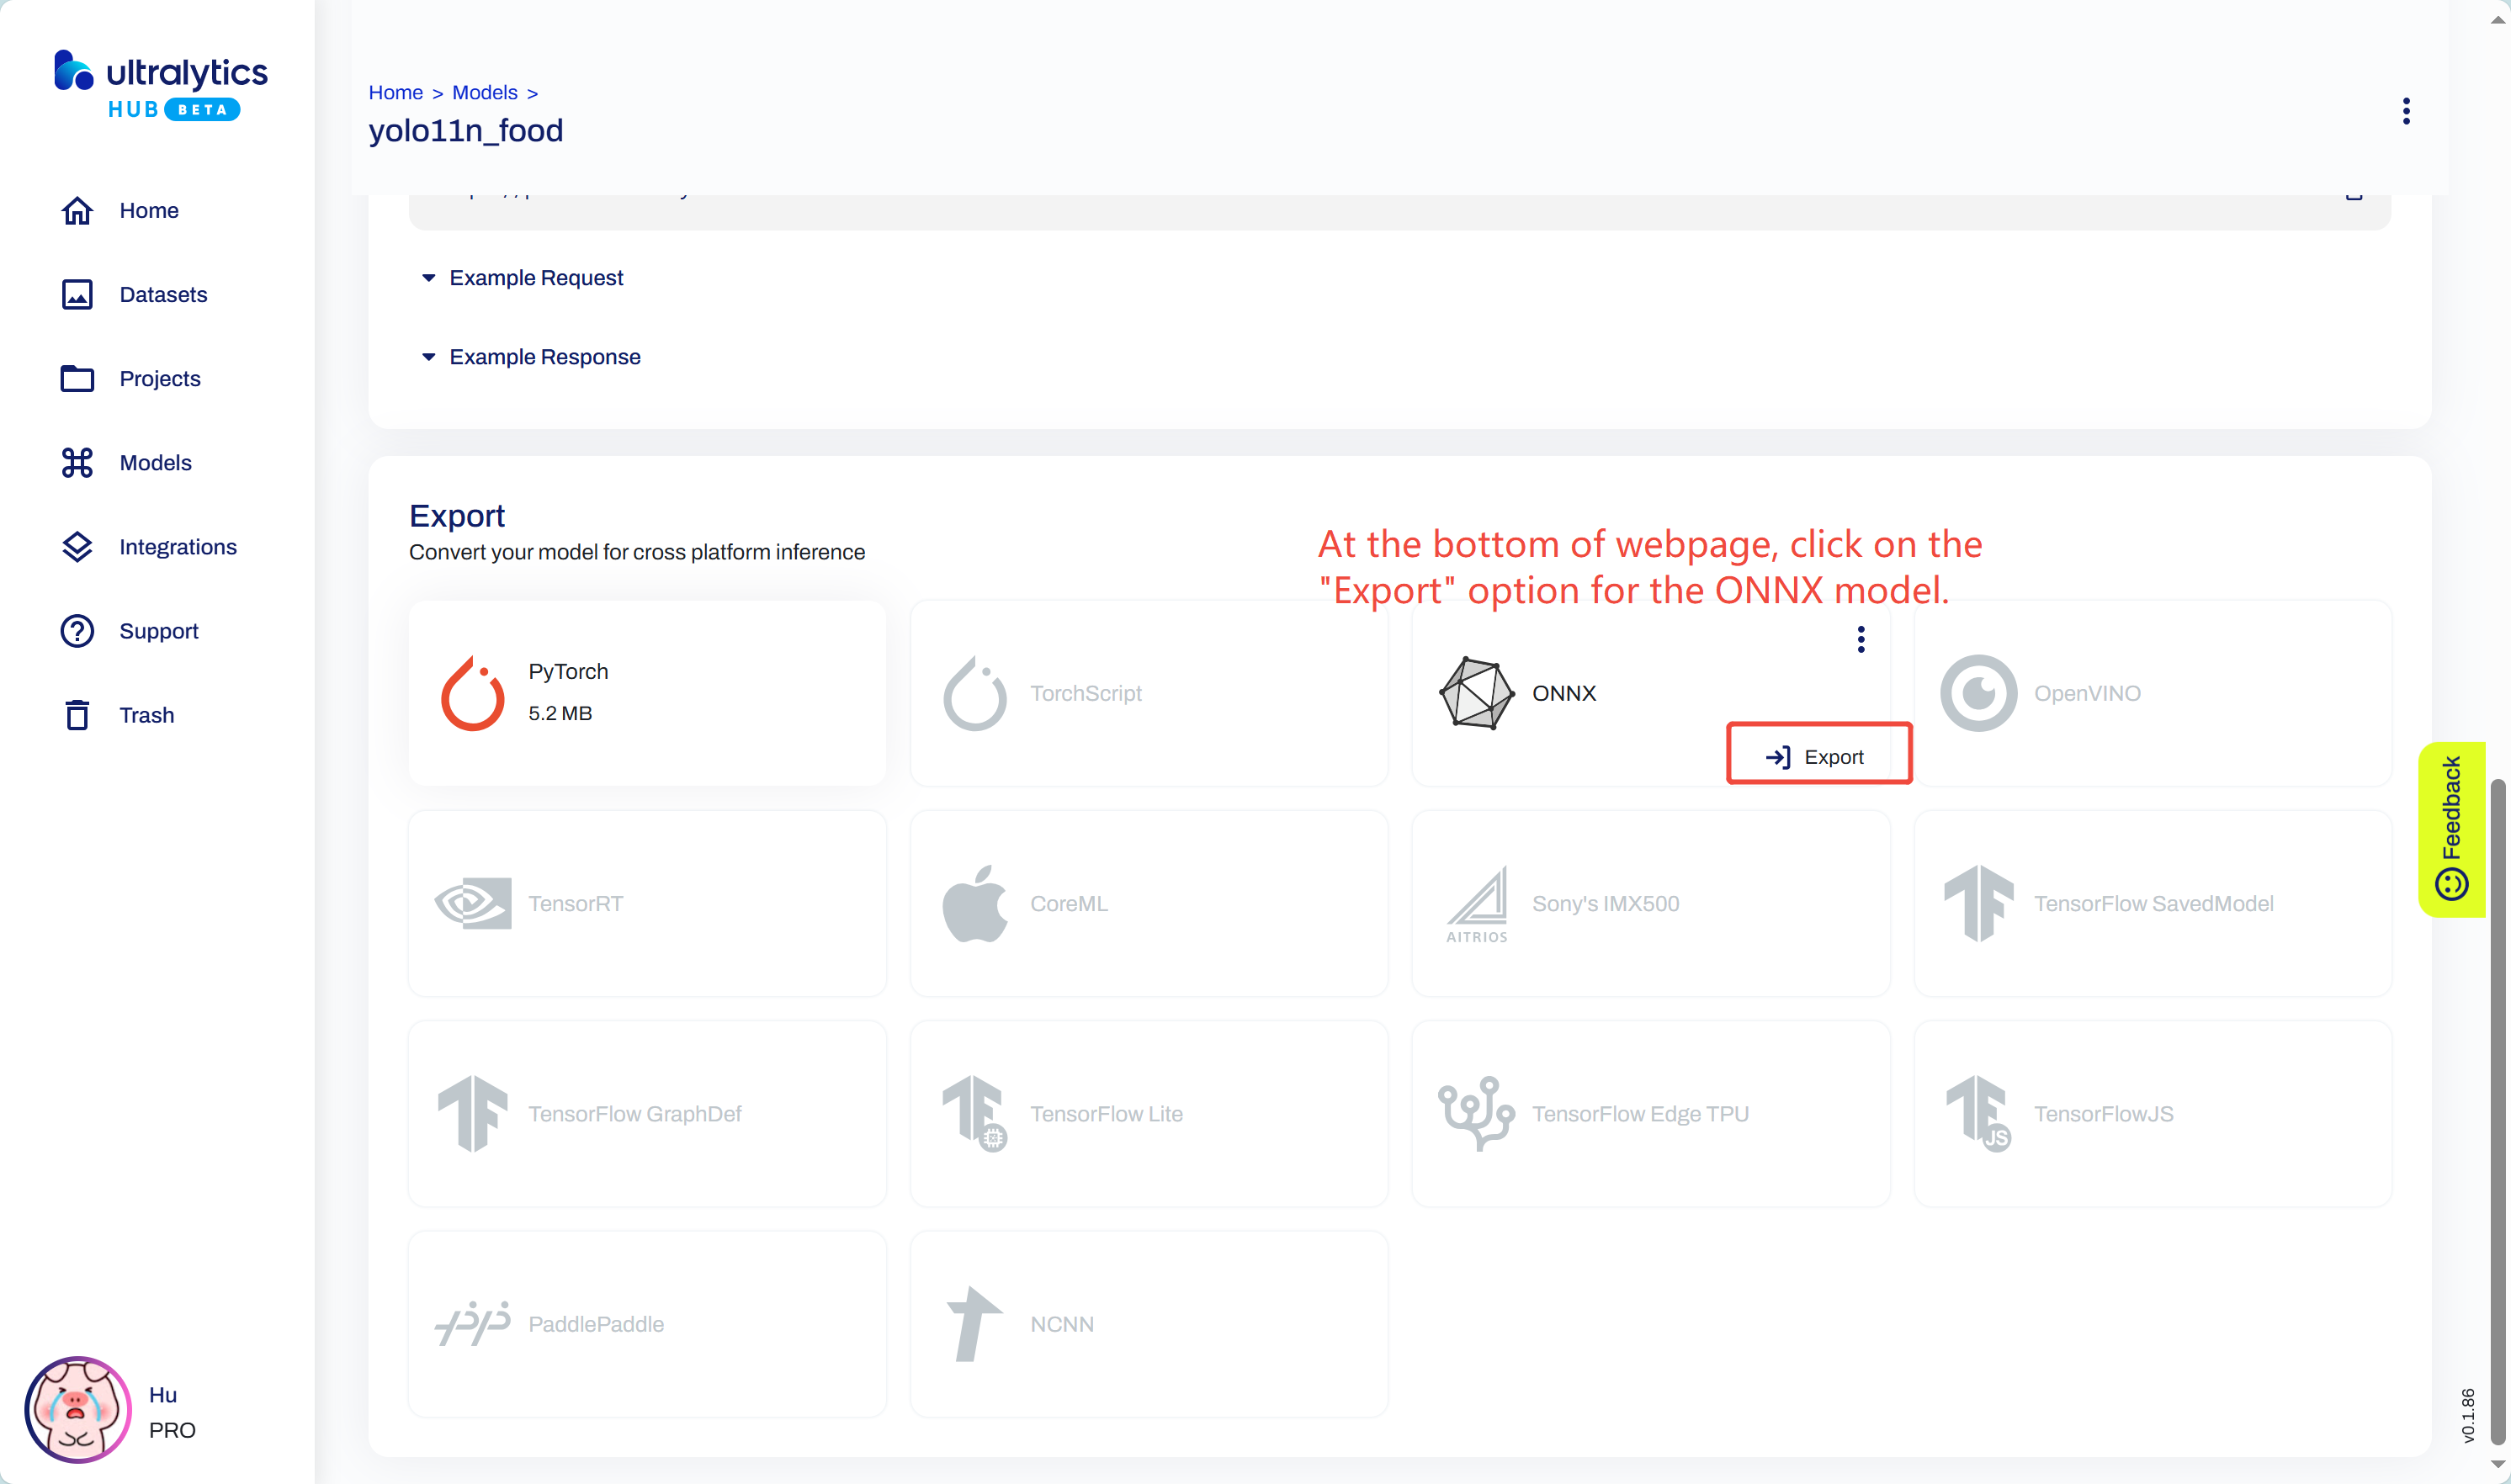 ultralytics
HUB BETA
Home
Datasets
Projects
Models
Integrations
Support
Trash
Hu
PRO
Home > Models >
yolo11n_food
Example Request
Example Response
Export
Convert your model for cross platform inference
At the bottom of webpage, click on the
"Export" option for the ONNX model.
PyTorch
5.2 MB
TorchScript
ONNX
Export
OpenVINO
TensorRT
CoreML
AITRIOS
Sony's IMX500
TensorFlow SavedModel
TensorFlow GraphDef
TensorFlow Lite
TensorFlow Edge TPU
JS
TensorFlowJS
PaddlePaddle
NCNN
Feedback
v0.1.86